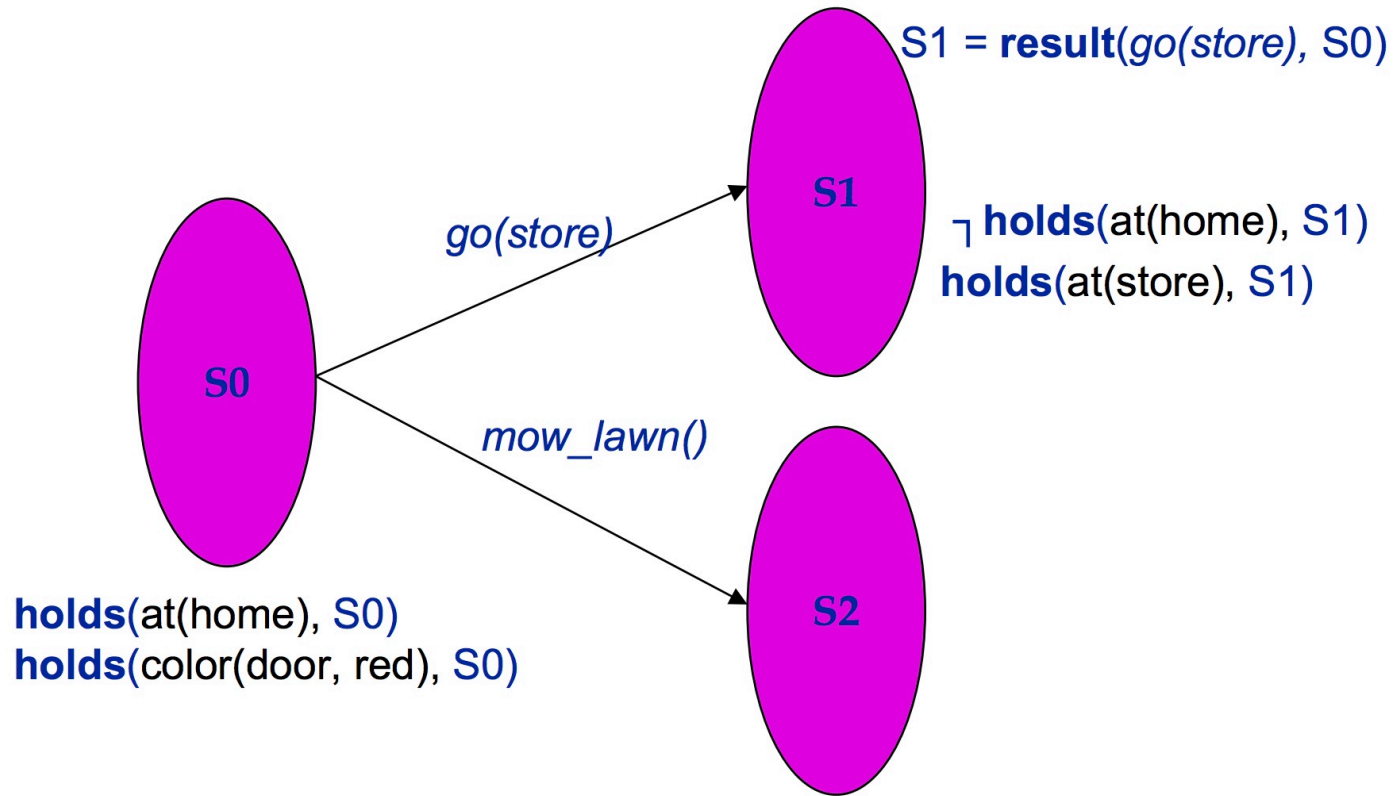 S1 = result(go(store), S0)
S1
go(store)
┐holds(at(home), S1)
holds(at(store), S1)
S0
mow_lawn()
S2
holds(at(home), S0)
holds(color(door, red), S0)